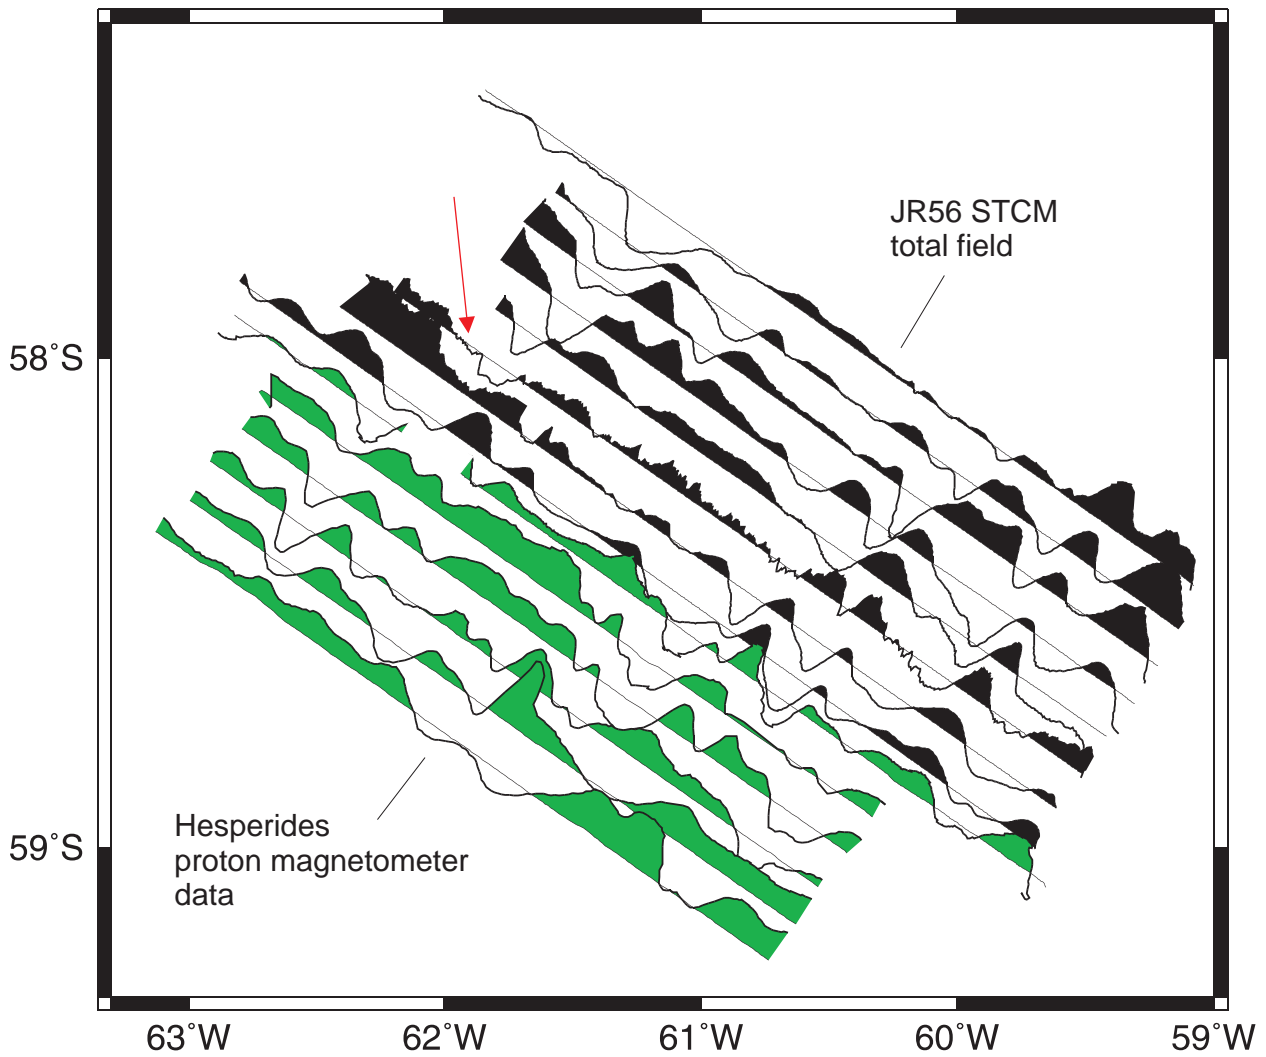 JR56 STCM
total field
58˚S
Hesperides
proton magnetometer
data
59˚S
63˚W
62˚W
61˚W
60˚W
59˚W